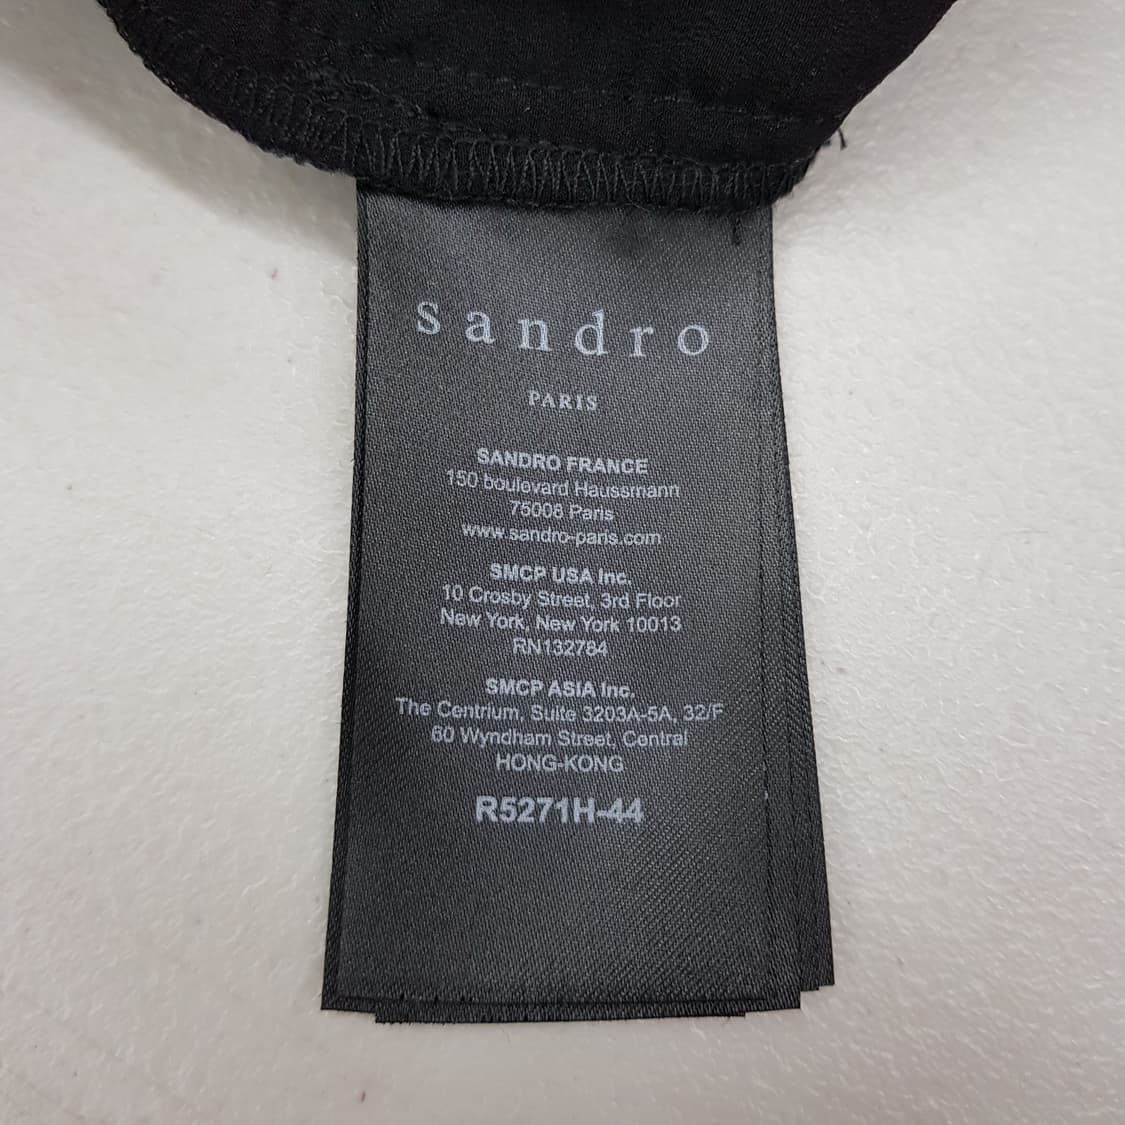 sandro
PARIS
SANDRO FRANCE
150 boulevard Haussmann
75008 Paris
www.sandro-paris.com
SMCP USA Inc.
10 Crosby Street, 3rd Floor
New York, New York 10013
RN132784
SMCP ASIA Inc.
The Centrium, Suite 3203A-5A, 32/F
60 Wyndham Street, Central
HONG-KONG
R5271H-44